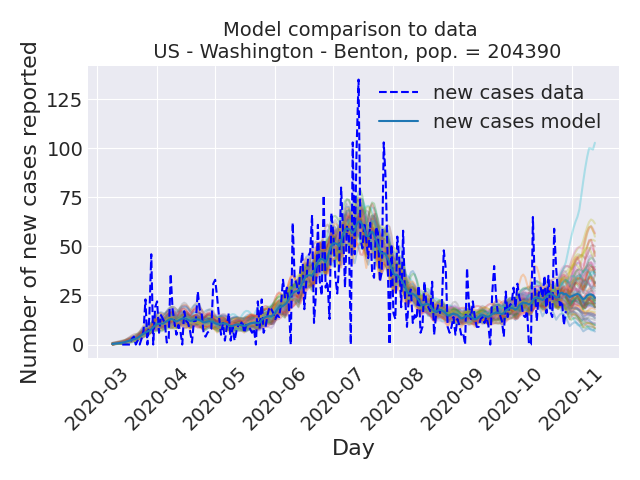 Model comparison to data
US - Washington - Benton, pop. = 204390
new cases data
new cases model
Number of new cases reported
125
100
75
50
25
0
2020-03
2020-04
2020-05
2020-06
2020-07
2020-08
2020-09
2020-10
2020-11
Day